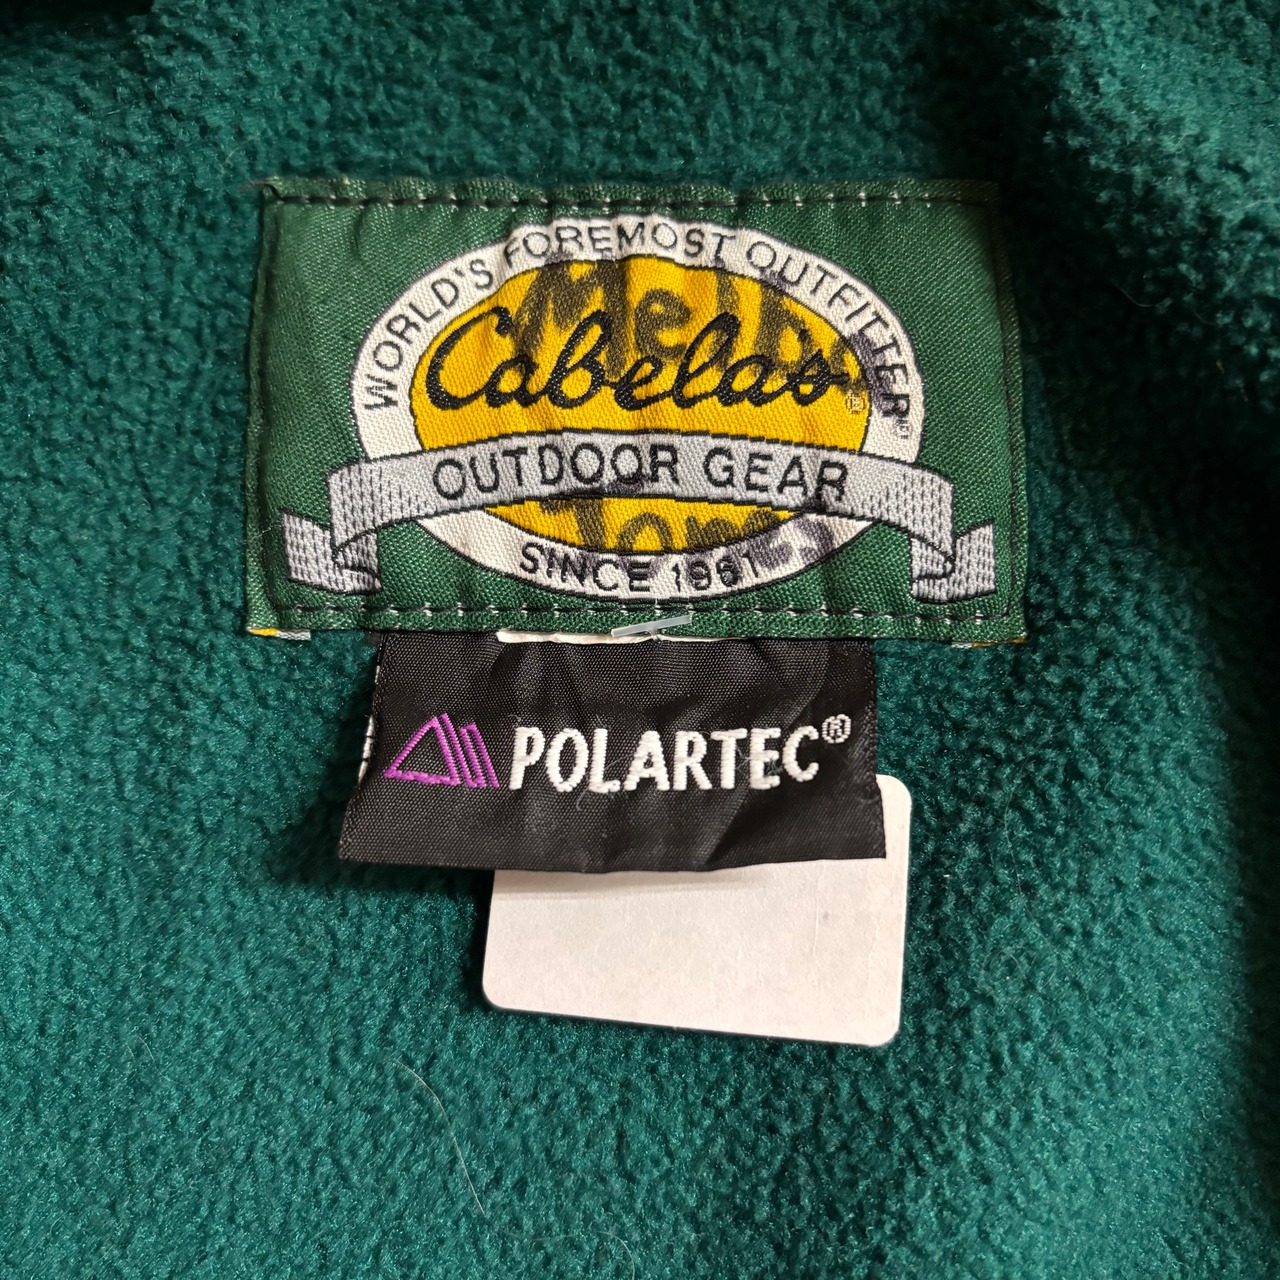 WORLD'S FOREMOST OUTFITTER
Cabela's®
OUTDOOR GEAR
SINCE 1961
POLARTEC®